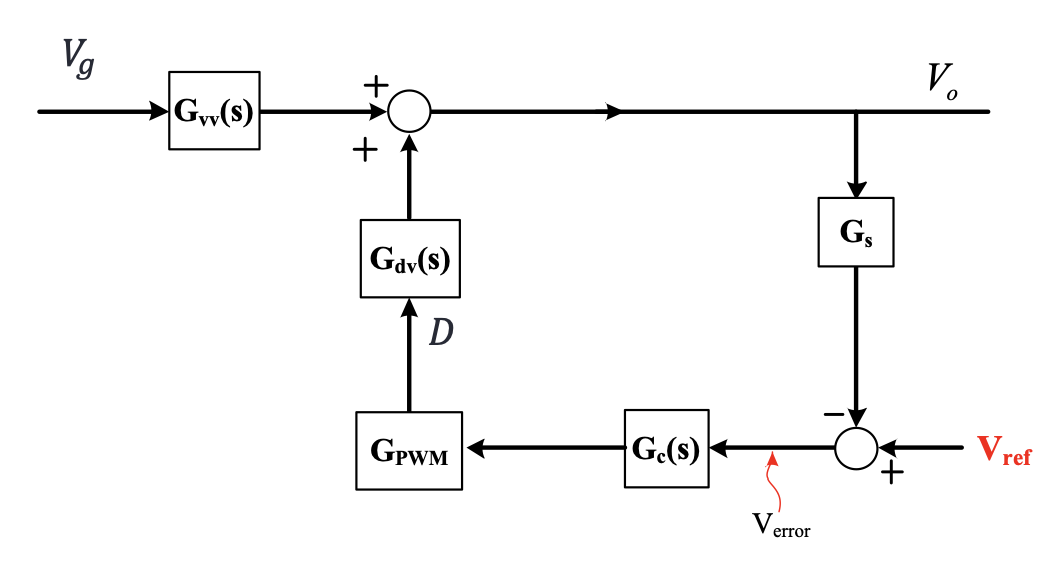 V_g
G_vv(s)
+
+
V_o
G_s
G_dv(s)
D
−
G_PWM
G_c(s)
V_ref
+
V_error